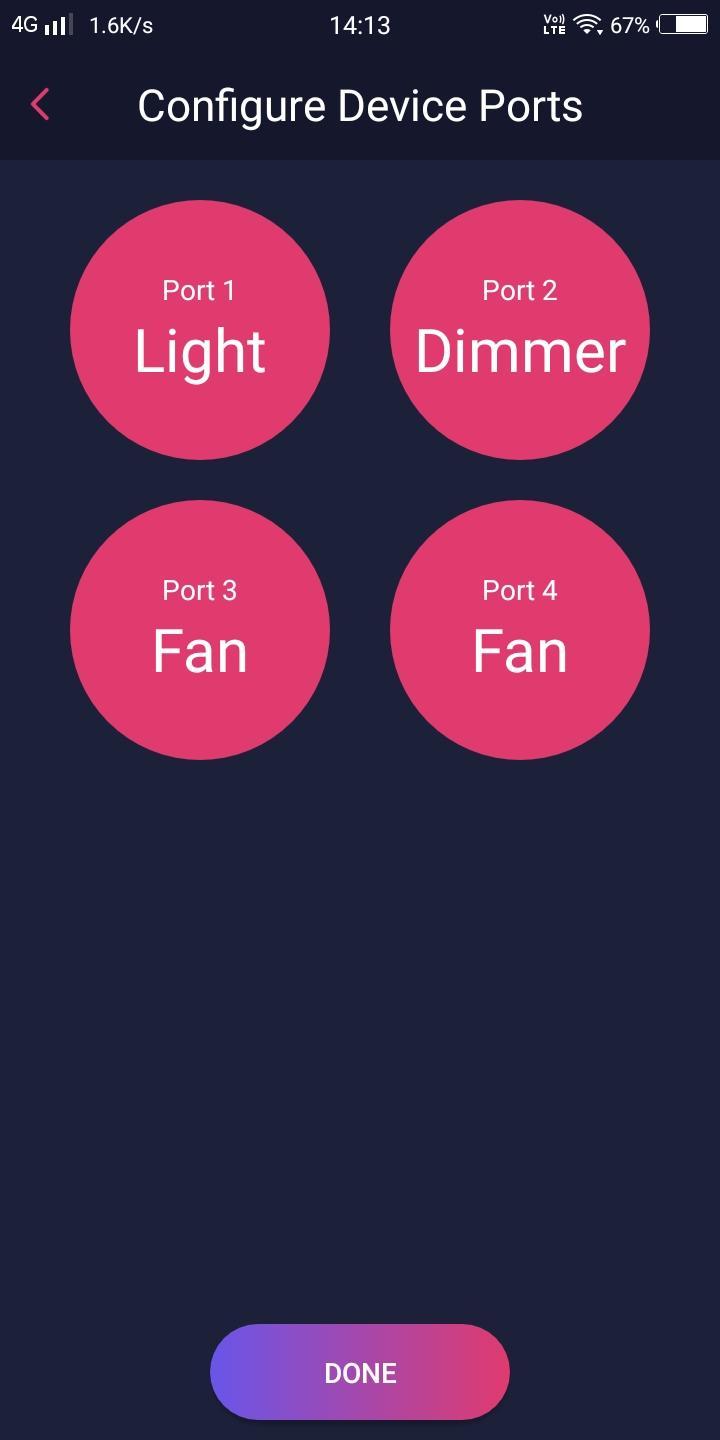 4G 1.6K/s 14:13 Vo)) LTE 67%
Configure Device Ports
Port 1
Light
Port 2
Dimmer
Port 3
Fan
Port 4
Fan
DONE